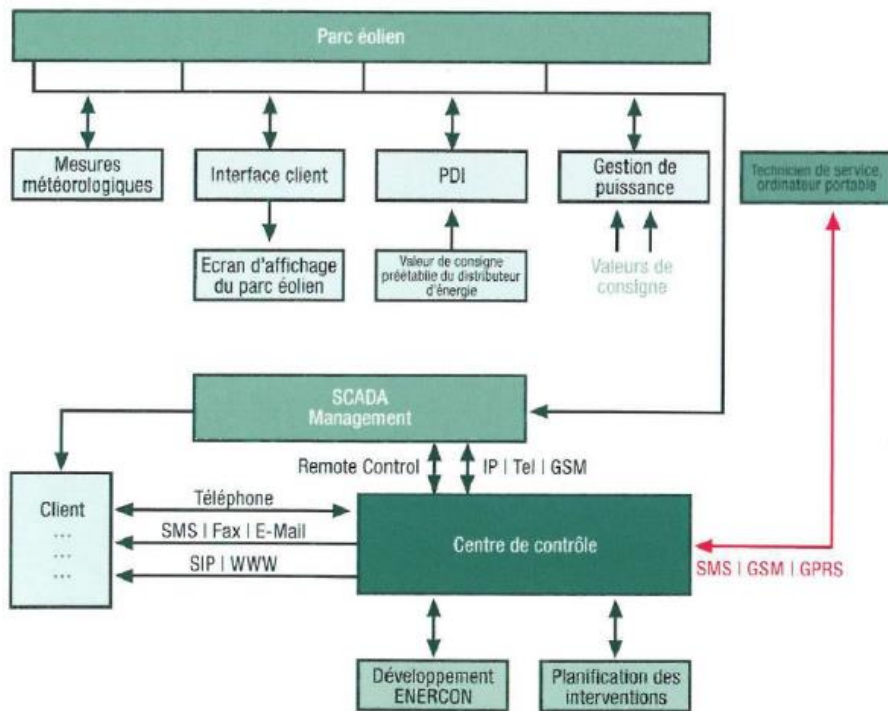 Parc éolien
Mesures
météorologiques
Interface client
PDI
Gestion de
puissance
Technicien de service,
ordinateur portable
Ecran d'affichage
du parc éolien
Valeur de consigne
préétablie du distributeur
d'énergie
Valeurs de
consigne
SCADA
Management
Remote Control
IP | Tel | GSM
Client
...
...
...
Téléphone
SMS | Fax | E-Mail
SIP | WWW
Centre de contrôle
SMS | GSM | GPRS
Développement
ENERCON
Planification des
interventions